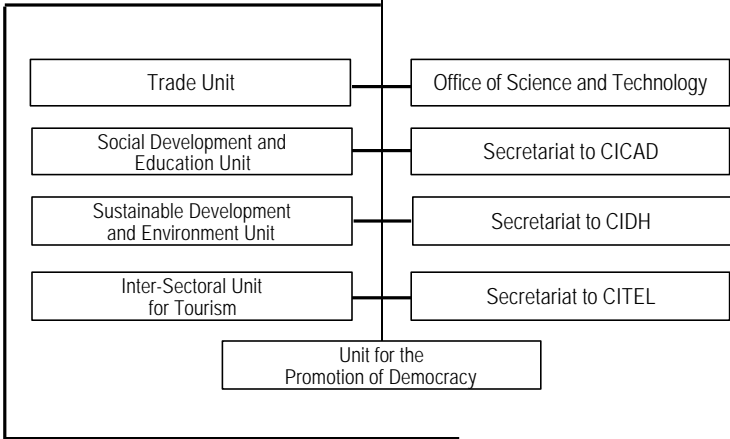 Trade Unit
Office of Science and Technology
Social Development and
Education Unit
Secretariat to CICAD
Sustainable Development
and Environment Unit
Secretariat to CIDH
Inter-Sectoral Unit
for Tourism
Secretariat to CITEL
Unit for the
Promotion of Democracy